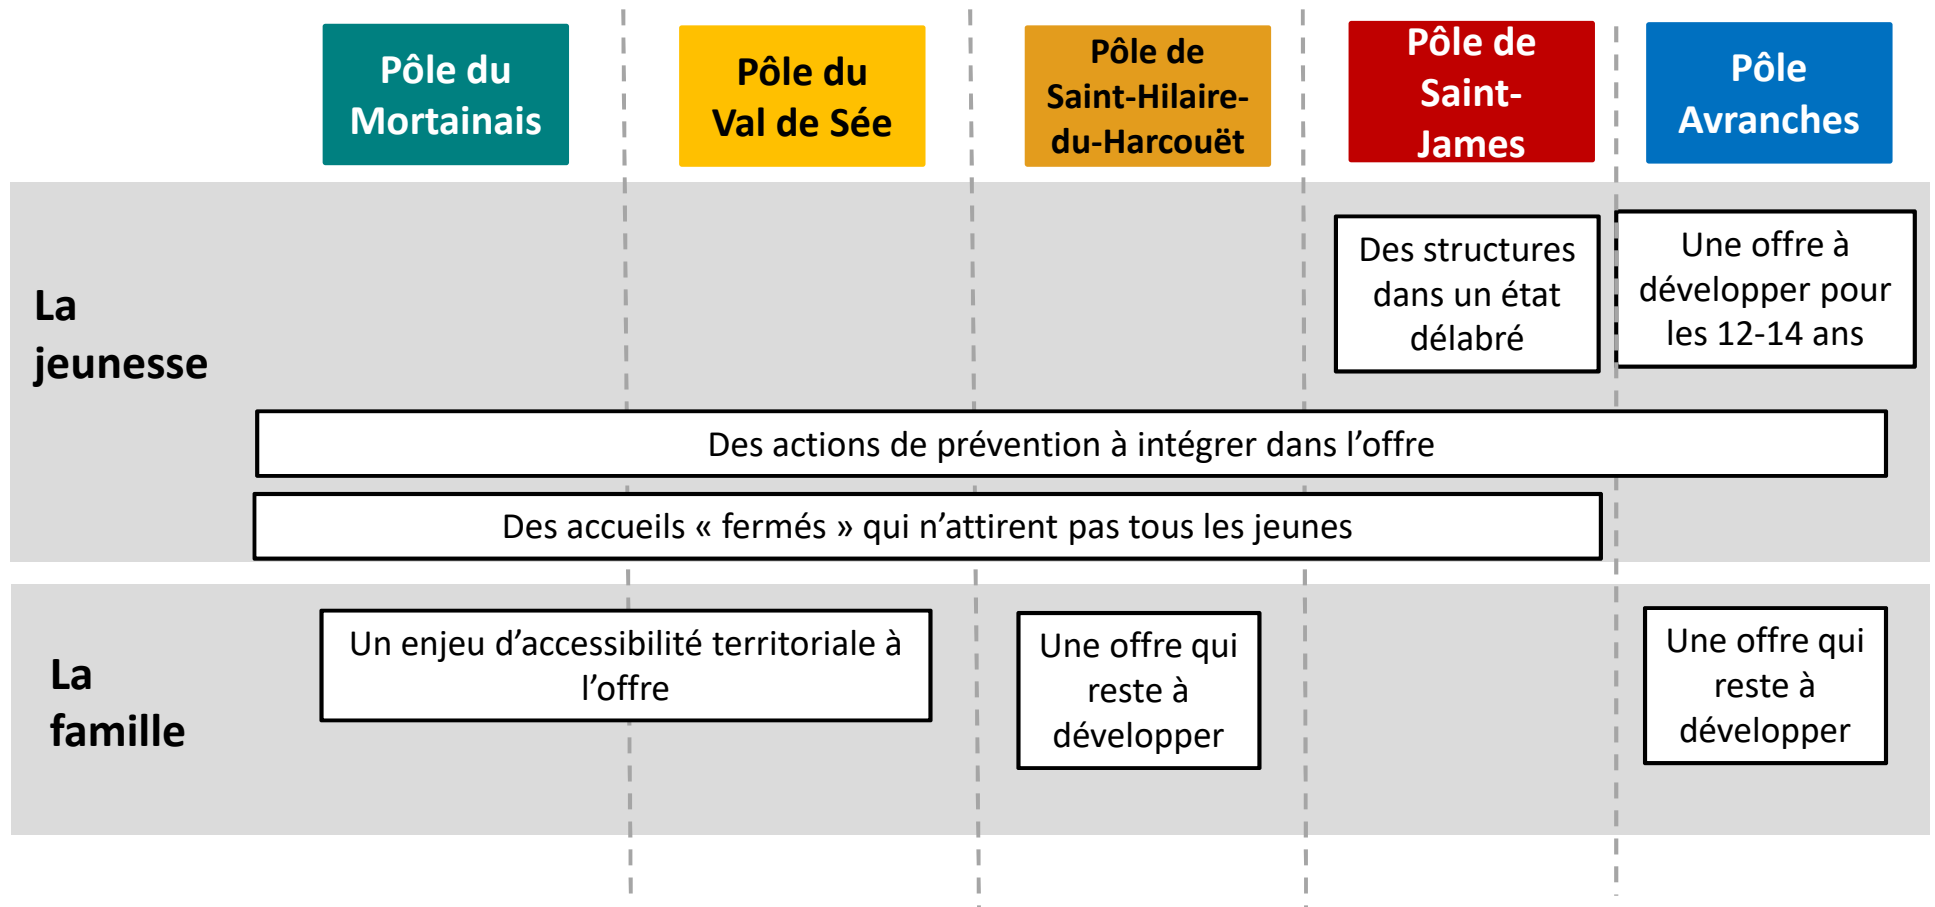 Pôle du
Mortainais
Pôle du
Val de Sée
Pôle de
Saint-Hilaire-
du-Harcouët
Pôle de
Saint-
James
Pôle
Avranches
La
jeunesse
Des structures
dans un état
délabré
Une offre à
développer pour
les 12-14 ans
Des actions de prévention à intégrer dans l’offre
Des accueils « fermés » qui n’attirent pas tous les jeunes
La
famille
Un enjeu d’accessibilité territoriale à
l’offre
Une offre qui
reste à
développer
Une offre qui
reste à
développer